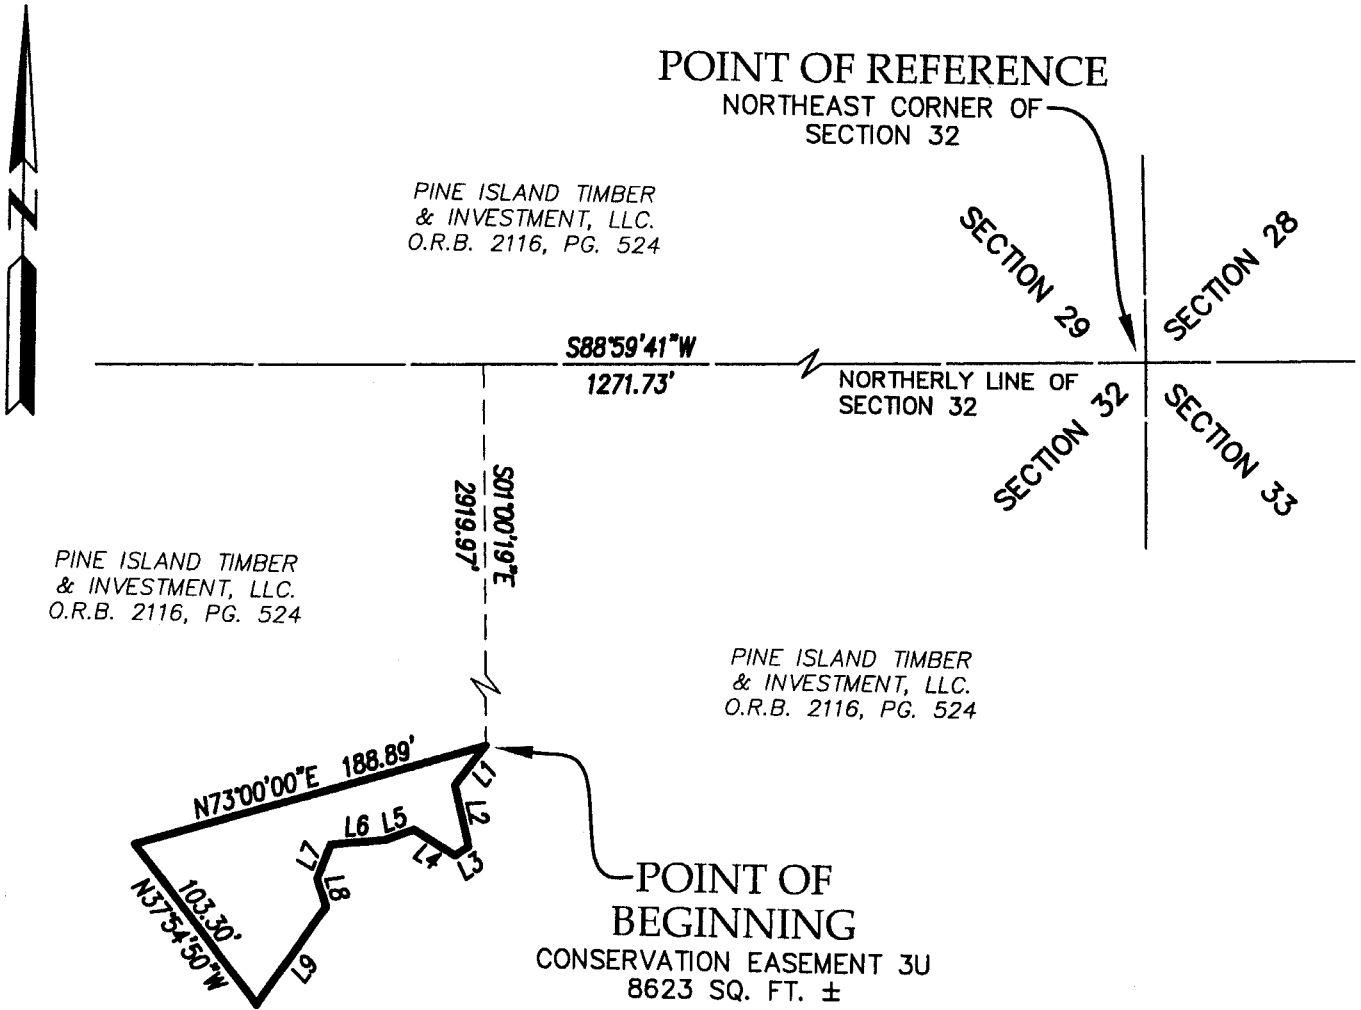 POINT OF REFERENCE
NORTHEAST CORNER OF
SECTION 32
N
PINE ISLAND TIMBER
& INVESTMENT, LLC.
O.R.B. 2116, PG. 524
SECTION 29
SECTION 28
S88°59'41"W
1271.73'
NORTHERLY LINE OF
SECTION 32
SECTION 32
SECTION 33
S01°00'19"E
2919.97'
PINE ISLAND TIMBER
& INVESTMENT, LLC.
O.R.B. 2116, PG. 524
PINE ISLAND TIMBER
& INVESTMENT, LLC.
O.R.B. 2116, PG. 524
N73°00'00"E 188.89'
L1
L2
L3
L4
L5
L6
L7
L8
L9
103.30'
N37°54'50"W
POINT OF
BEGINNING
CONSERVATION EASEMENT 3U
8623 SQ. FT. ±